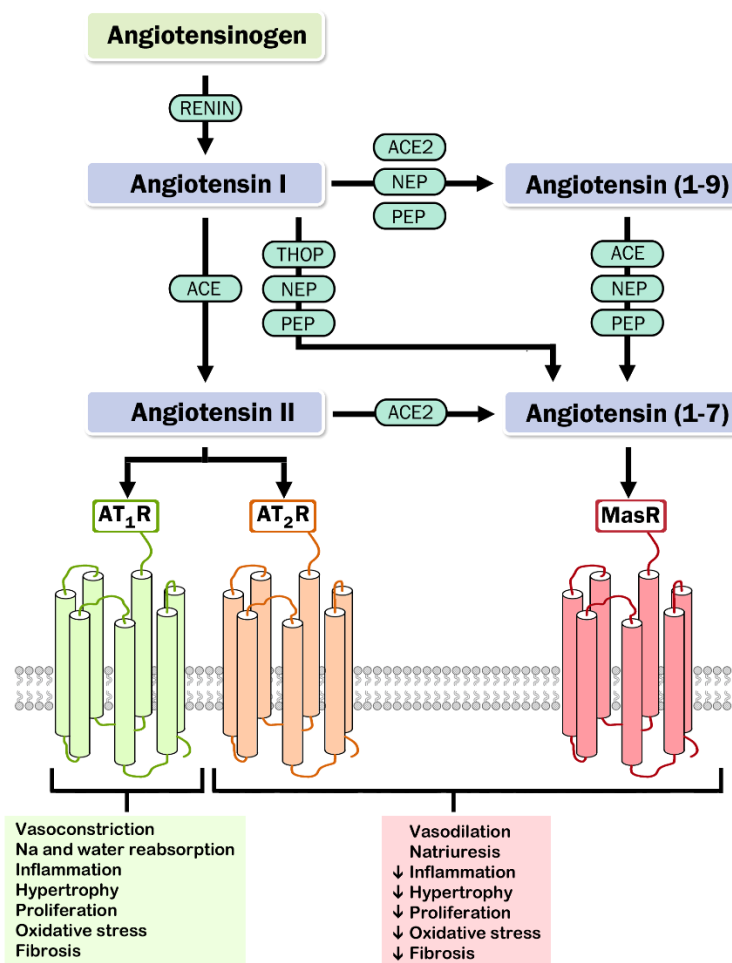 Angiotensinogen
RENIN
Angiotensin I
ACE2
NEP
PEP
Angiotensin (1-9)
ACE
THOP
NEP
PEP
ACE
NEP
PEP
Angiotensin II
ACE2
Angiotensin (1-7)
AT₁R
AT₂R
MasR
Vasoconstriction
Na and water reabsorption
Inflammation
Hypertrophy
Proliferation
Oxidative stress
Fibrosis
Vasodilation
Natriuresis
↓ Inflammation
↓ Hypertrophy
↓ Proliferation
↓ Oxidative stress
↓ Fibrosis